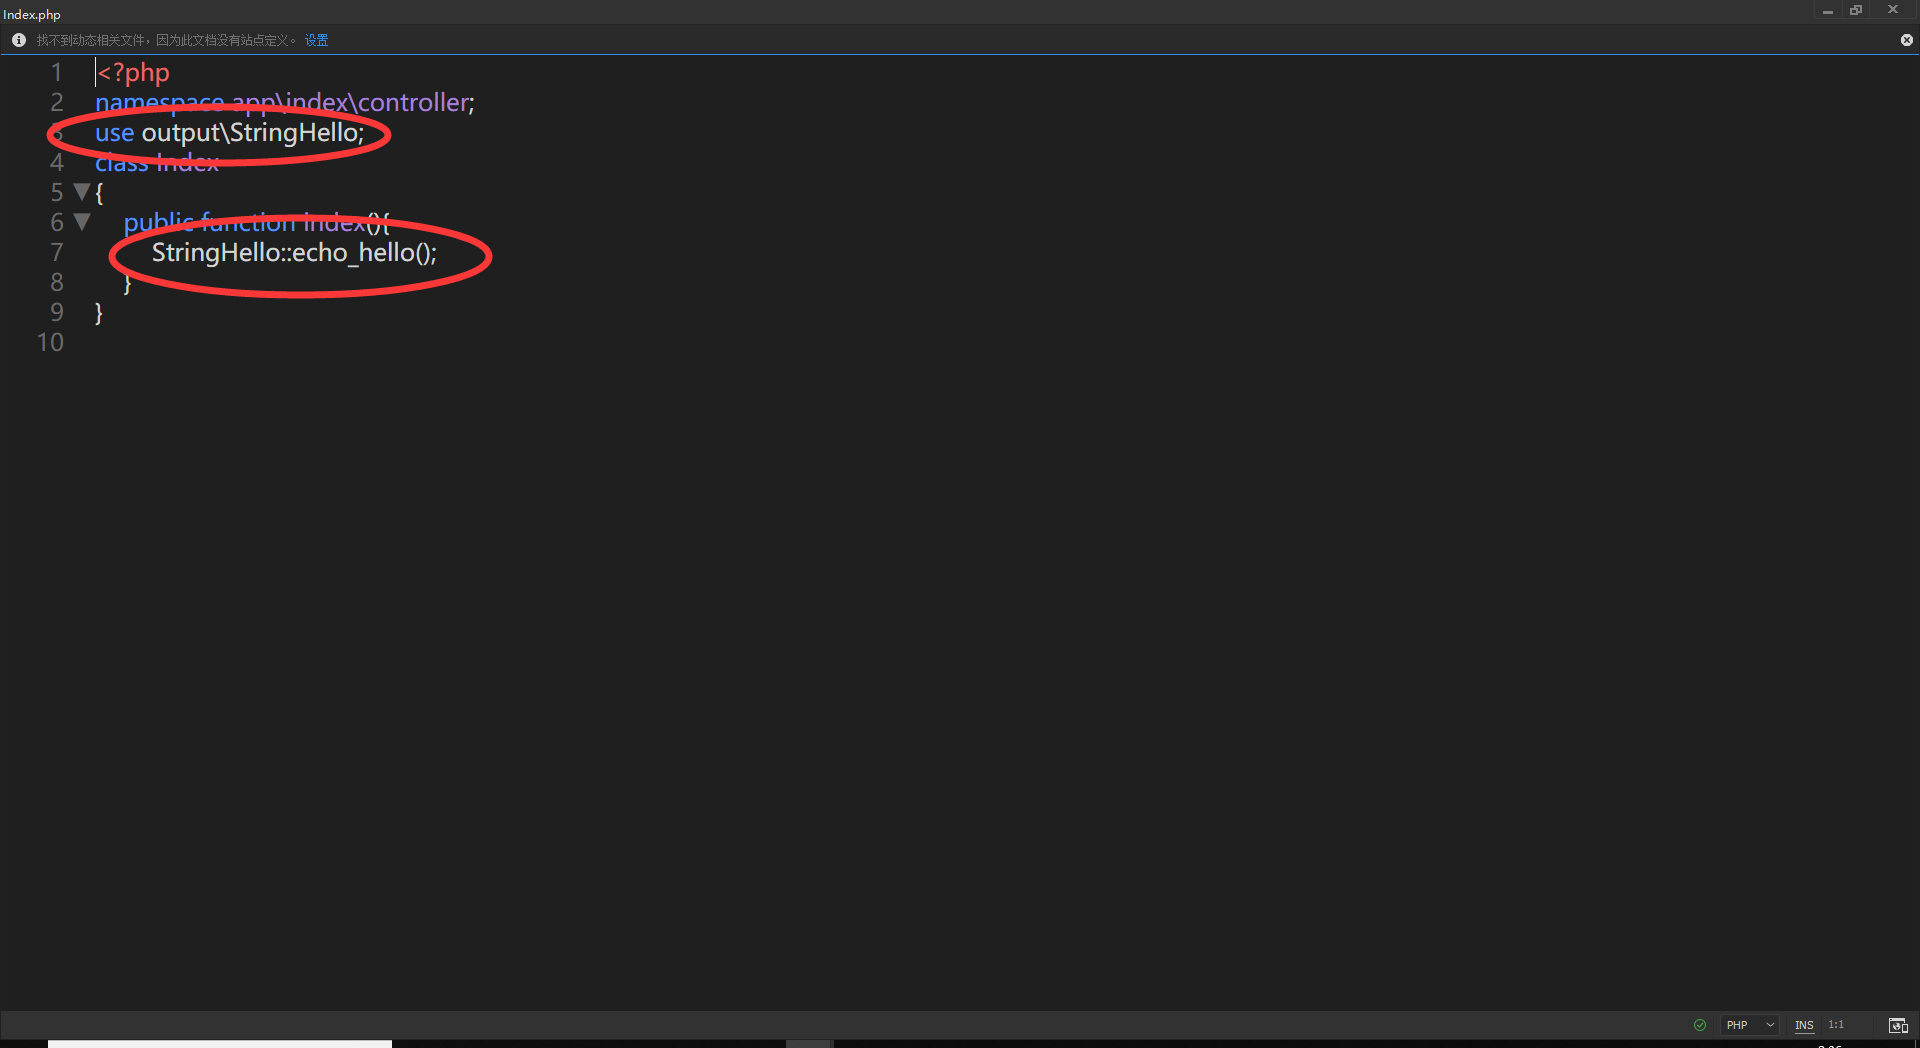 Index.php
找不到动态相关文件，因为此文档没有站点定义。 设置
1 <?php
2 namespace app\index\controller;
3 use output\StringHello;
4 class Index
5 {
6 public function index(){
7 StringHello::echo_hello();
8 }
9 }
10
PHP INS 1:1